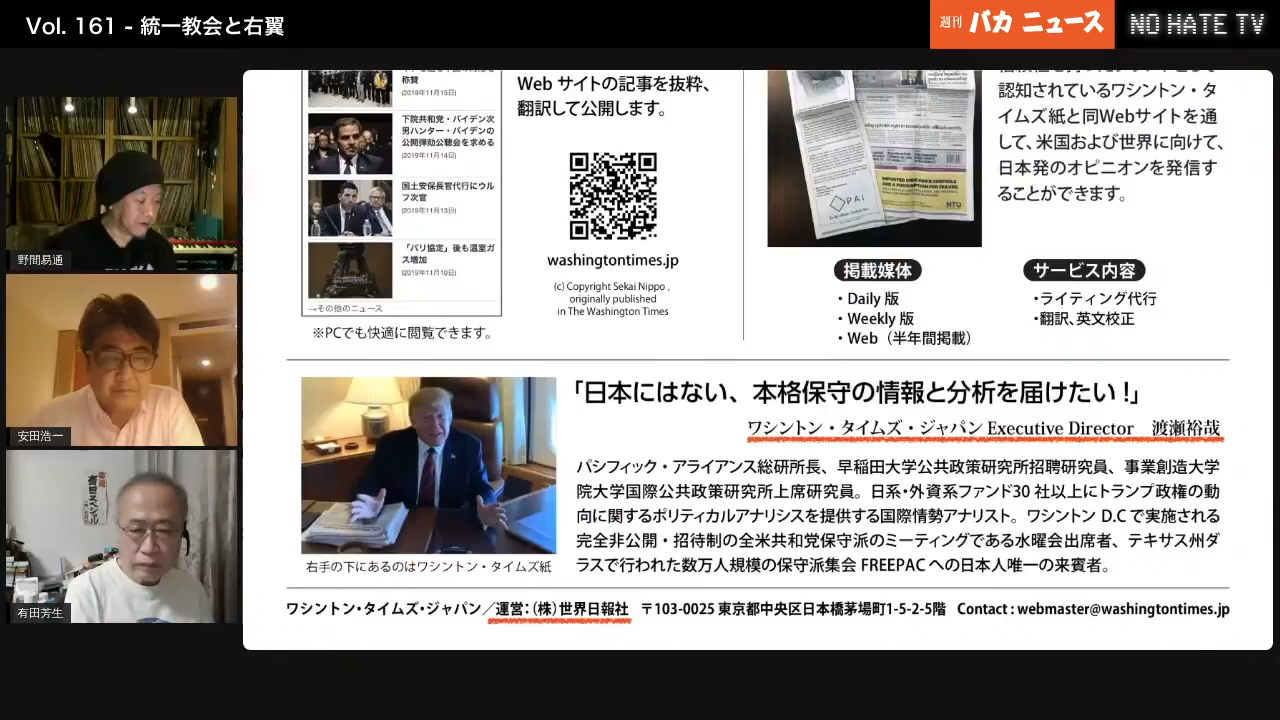 Vol. 161 - 統一教会と右翼
週刊 バカ ニュース
NO HATE TV
野間易通
安田浩一
有田芳生
称賛
(2019年11月15日)
下院共和党・バイデン次
男ハンター・バイデンの
公開弾劾公聴会を求める
(2019年11月14日)
国土安保長官代行にウル
フ次官
(2019年11月13日)
「パリ協定」後も温室ガ
ス増加
(2019年11月10日)
→その他のニュース
※PCでも快適に閲覧できます。
Web サイトの記事を抜粋、
翻訳して公開します。
washingtontimes.jp
(c) Copyright Sekai Nippo ,
originally published
in The Washington Times
PAI
NTU
認知されているワシントン・タ
イムズ紙と同Webサイトを通
して、米国および世界に向けて、
日本発のオピニオンを発信す
ることができます。
掲載媒体
・Daily 版
・Weekly 版
・Web（半年間掲載）
サービス内容
・ライティング代行
・翻訳、英文校正
「日本にはない、本格保守の情報と分析を届けたい！」
ワシントン・タイムズ・ジャパン Executive Director 渡瀬裕哉
パシフィック・アライアンス総研所長、早稲田大学公共政策研究所招聘研究員、事業創造大学
院大学国際公共政策研究所上席研究員。日系・外資系ファンド30 社以上にトランプ政権の動
向に関するポリティカルアナリシスを提供する国際情勢アナリスト。ワシントン D.C で実施される
完全非公開・招待制の全米共和党保守派のミーティングである水曜会出席者、テキサス州ダ
ラスで行われた数万人規模の保守派集会 FREEPAC への日本人唯一の来賓者。
右手の下にあるのはワシントン・タイムズ紙
ワシントン・タイムズ・ジャパン／運営：（株）世界日報社 〒103-0025 東京都中央区日本橋茅場町1-5-2-5階 Contact : webmaster@washingtontimes.jp